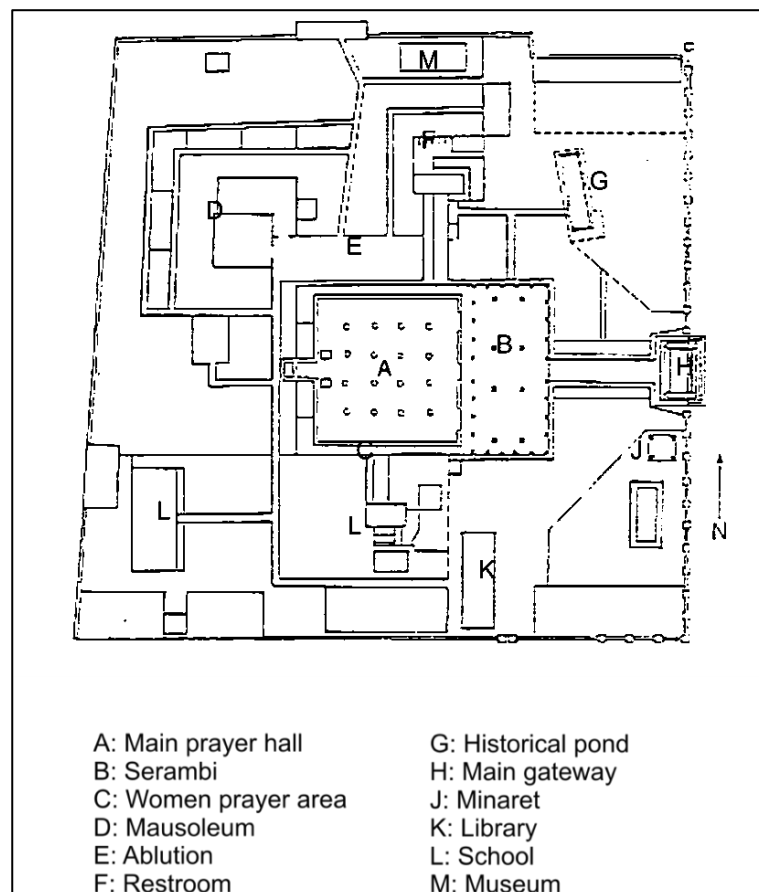 M
F
G
D
E
B
A
H
C
J
N
L
L
K
A: Main prayer hall
B: Serambi
C: Women prayer area
D: Mausoleum
E: Ablution
F: Restroom
G: Historical pond
H: Main gateway
J: Minaret
K: Library
L: School
M: Museum